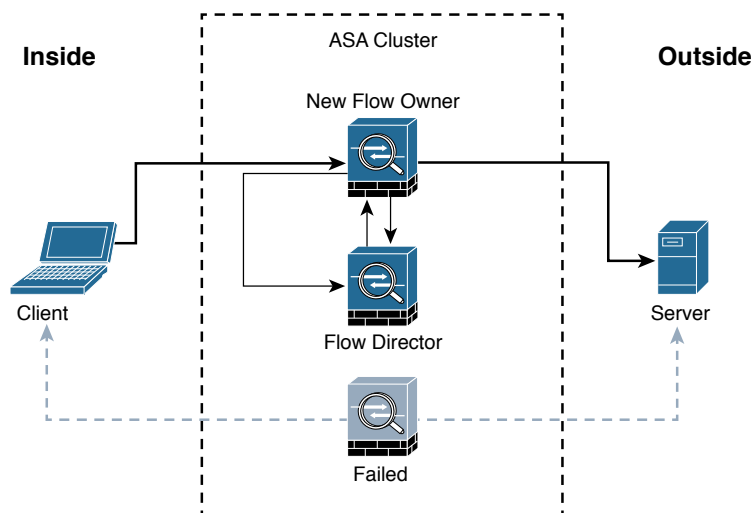 ASA Cluster
Inside
Outside
New Flow Owner
Client
Server
Flow Director
Failed